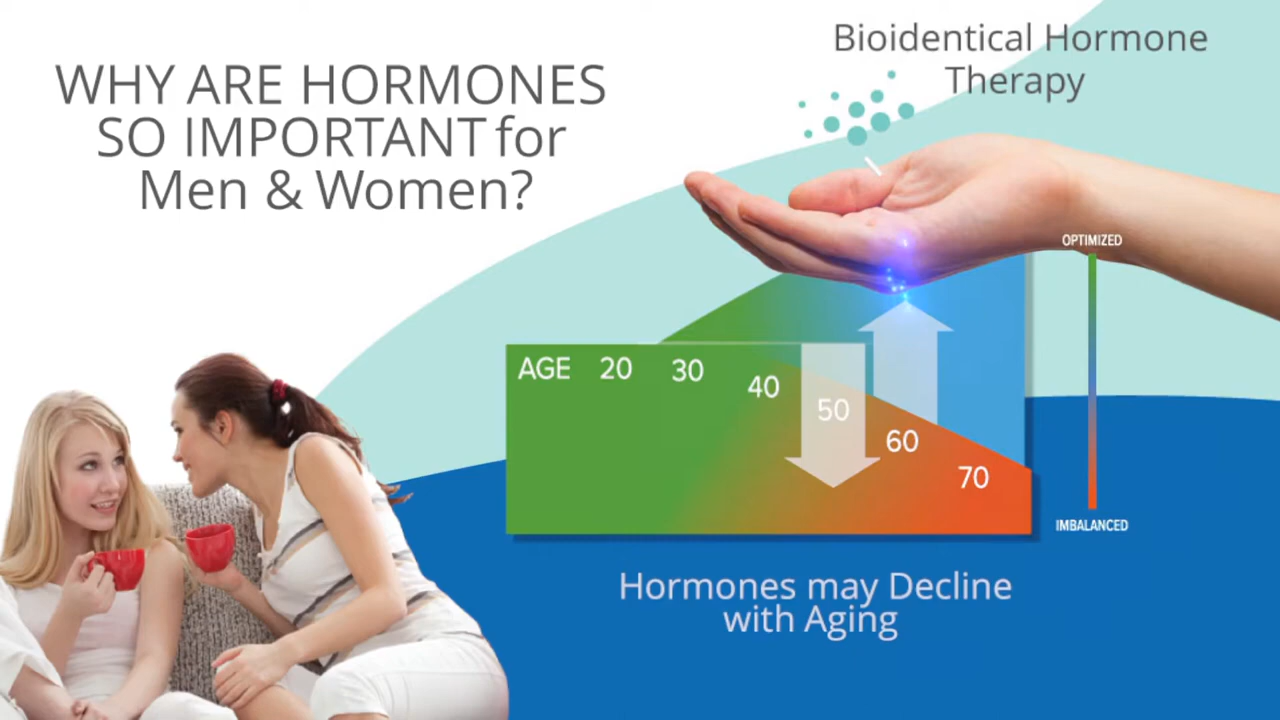 WHY ARE HORMONES
SO IMPORTANT for
Men & Women?
Bioidentical Hormone
Therapy
OPTIMIZED
AGE 20 30 40 50 60 70
IMBALANCED
Hormones may Decline
with Aging